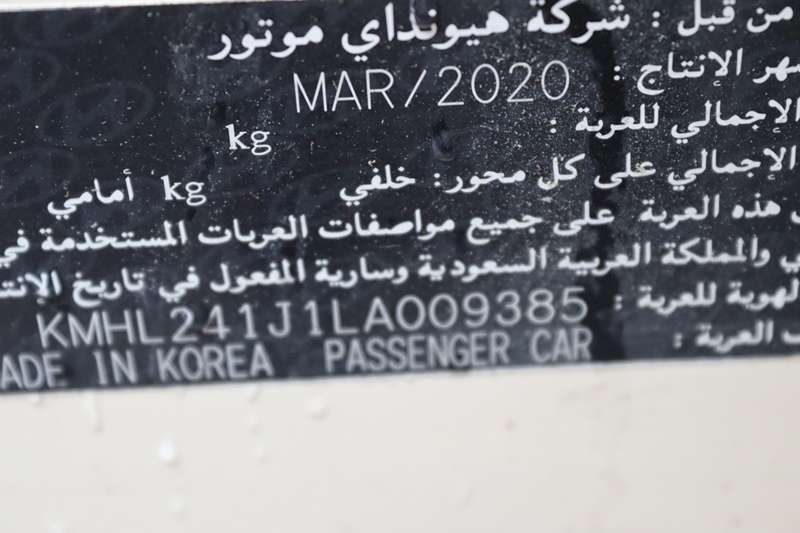 من قبل : شركة هيونداي موتور
شهر الإنتاج : MAR/2020
الإجمالي للعربة : kg
الإجمالي على كل محور: خلفي kg أمامي
هذه العربة على جميع مواصفات العربات المستخدمة في
والمملكة العربية السعودية وسارية المفعول في تاريخ
الهوية للعربة : KMHL241J1LA009385
العربة : PASSENGER CAR
MADE IN KOREA